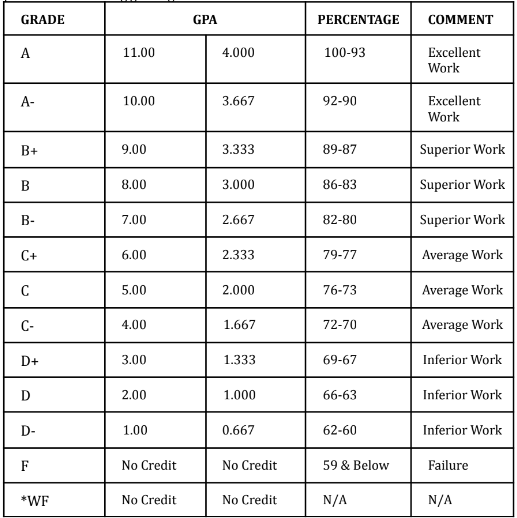 GRADE GPA PERCENTAGE COMMENT
A 11.00 4.000 100-93 Excellent
Work
A- 10.00 3.667 92-90 Excellent
Work
B+ 9.00 3.333 89-87 Superior Work
B 8.00 3.000 86-83 Superior Work
B- 7.00 2.667 82-80 Superior Work
C+ 6.00 2.333 79-77 Average Work
C 5.00 2.000 76-73 Average Work
C- 4.00 1.667 72-70 Average Work
D+ 3.00 1.333 69-67 Inferior Work
D 2.00 1.000 66-63 Inferior Work
D- 1.00 0.667 62-60 Inferior Work
F No Credit No Credit 59 & Below Failure
*WF No Credit No Credit N/A N/A